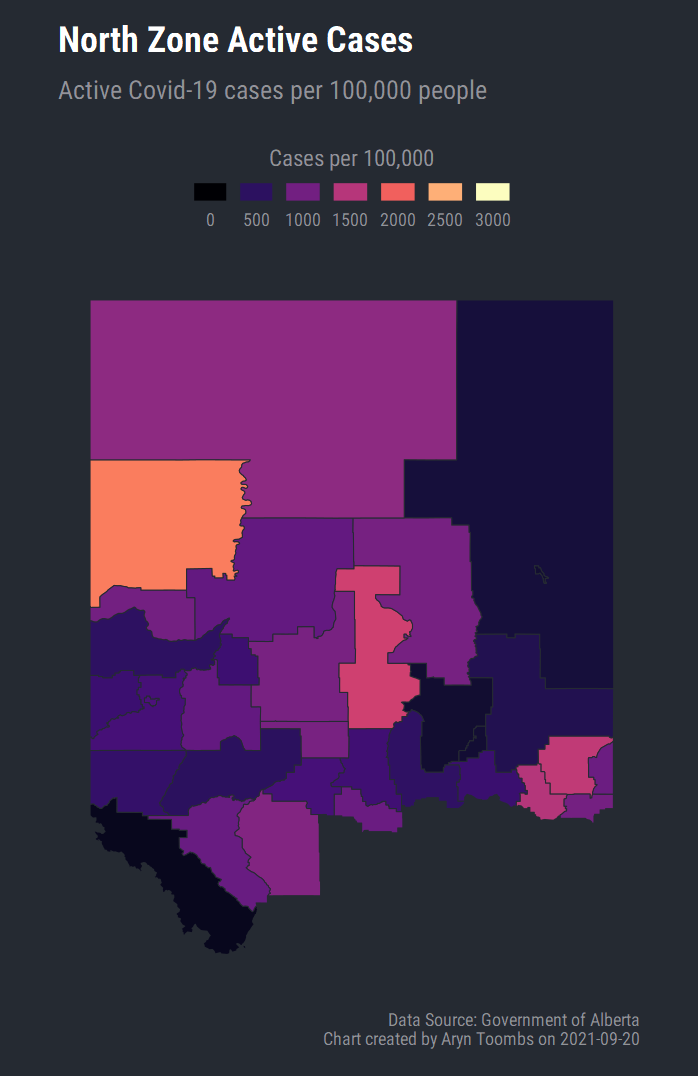 North Zone Active Cases
Active Covid-19 cases per 100,000 people
Cases per 100,000
0 500 1000 1500 2000 2500 3000
Data Source: Government of Alberta
Chart created by Aryn Toombs on 2021-09-20